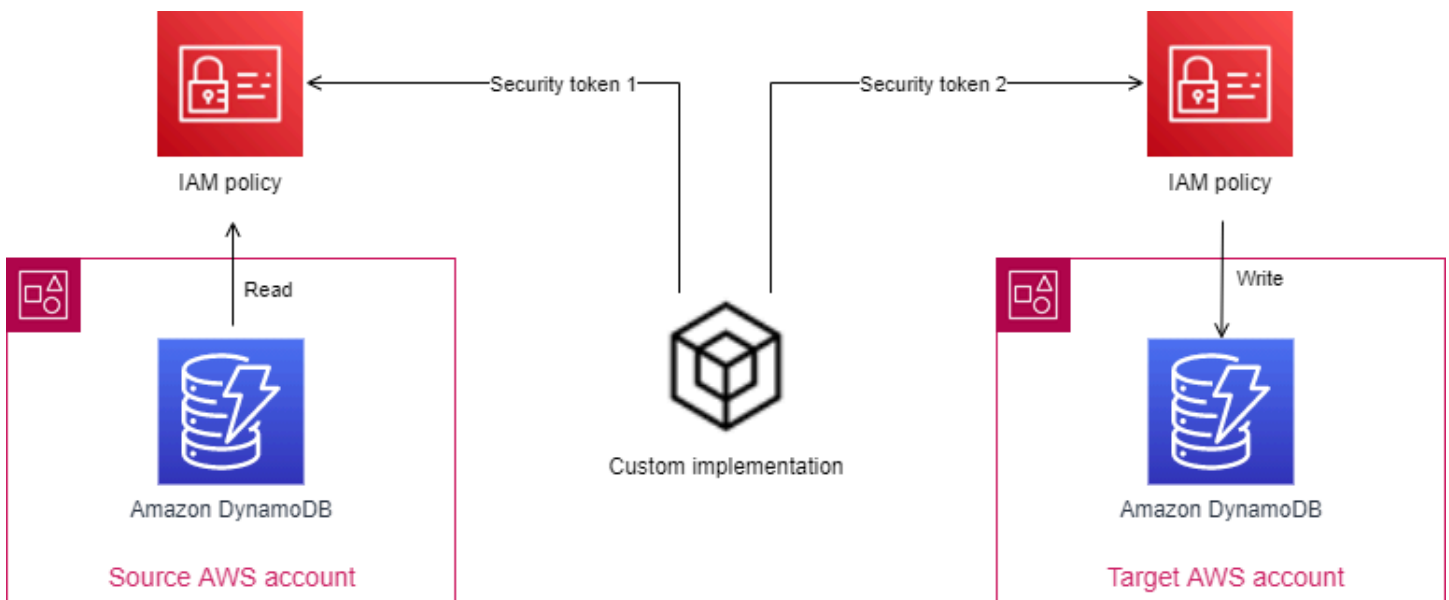 Security token 1
Security token 2
IAM policy
IAM policy
Read
Write
Custom implementation
Amazon DynamoDB
Amazon DynamoDB
Source AWS account
Target AWS account